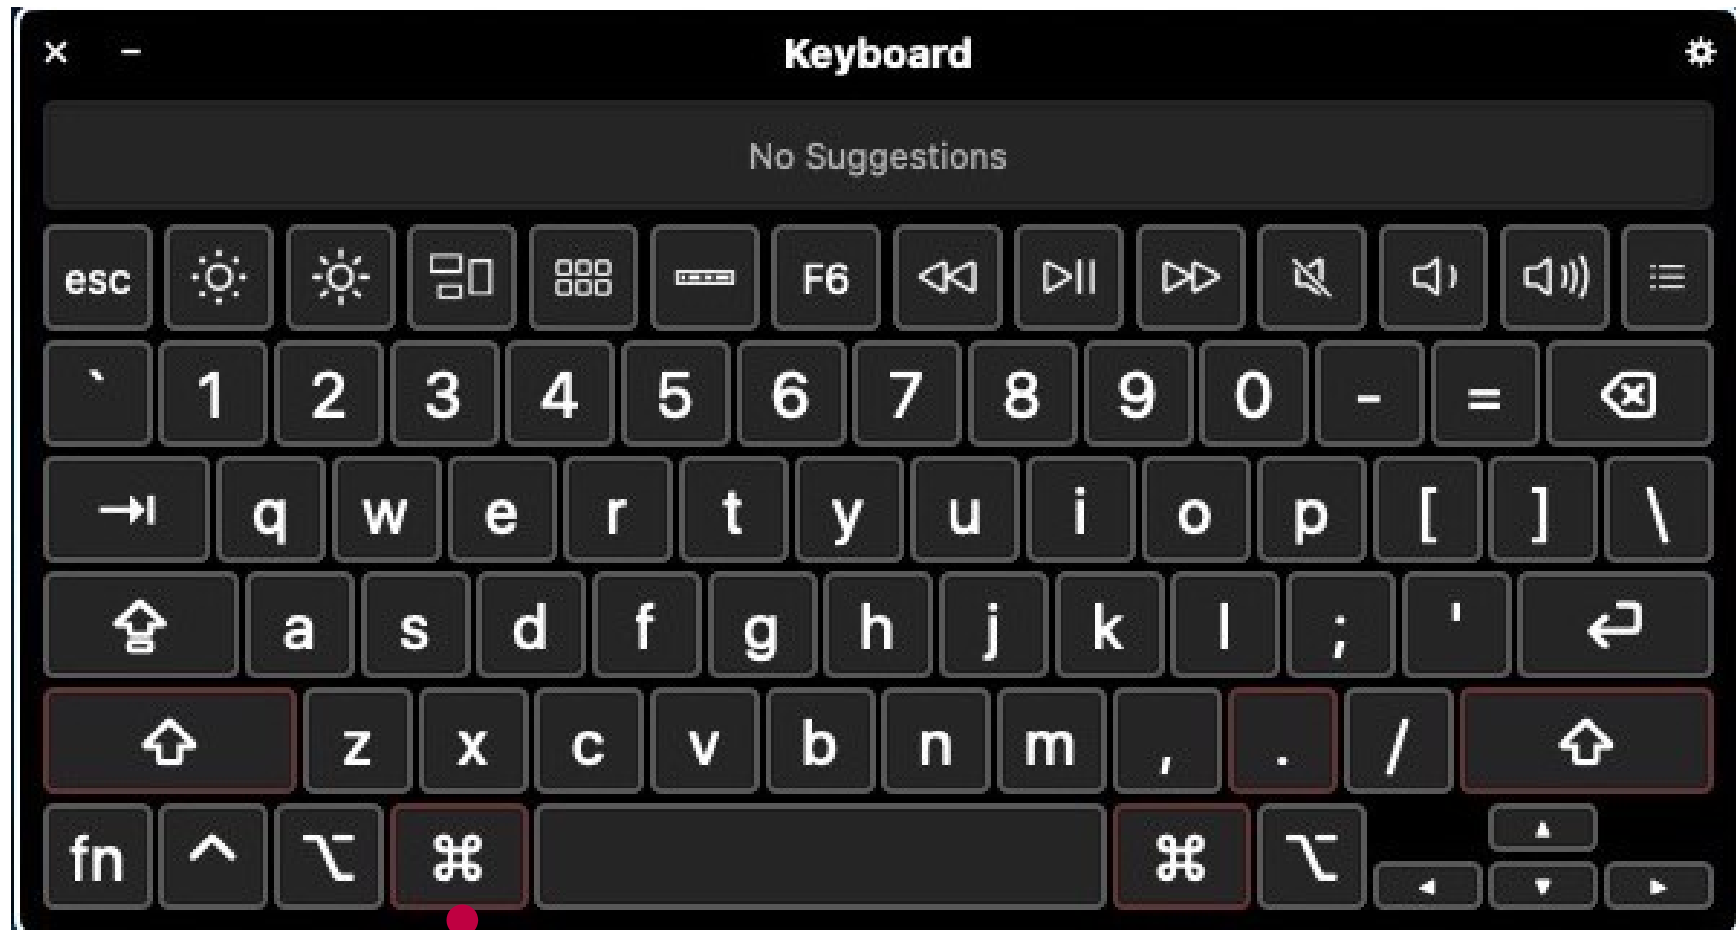 Keyboard
No Suggestions
esc F6
` 1 2 3 4 5 6 7 8 9 0 - =
q w e r t y u i o p [ ] \
a s d f g h j k l ; '
z x c v b n m , . /
fn ^ ⌥ ⌘ ⌘ ⌥